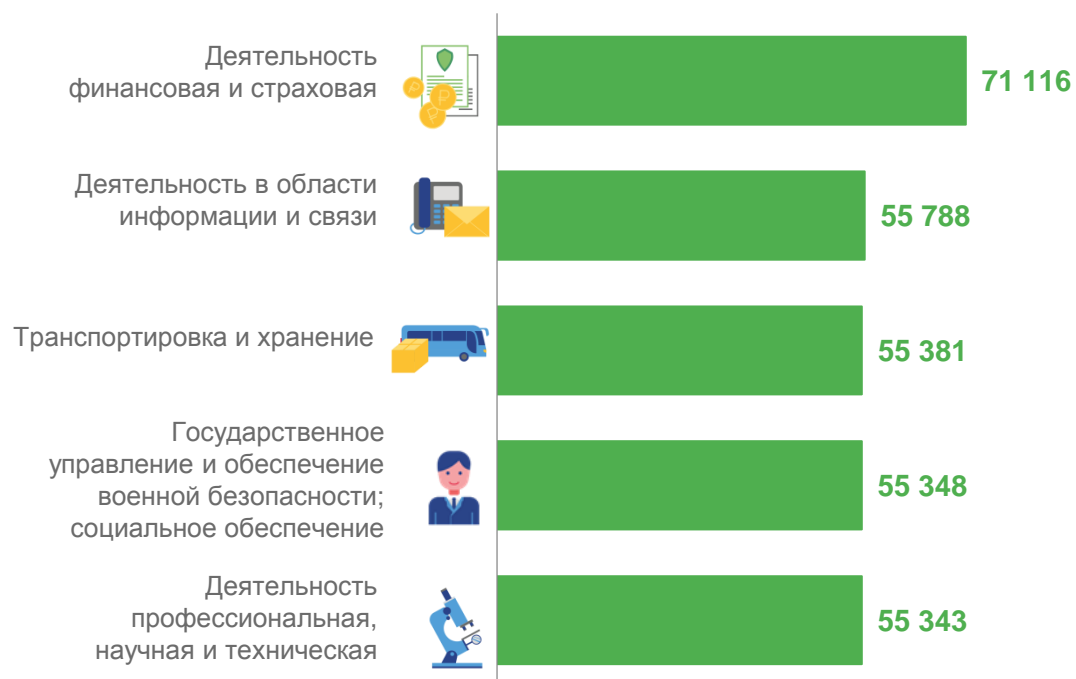 Деятельность
финансовая и страховая
71 116
Деятельность в области
информации и связи
55 788
Транспортировка и хранение
55 381
Государственное
управление и обеспечение
военной безопасности;
социальное обеспечение
55 348
Деятельность
профессиональная,
научная и техническая
55 343